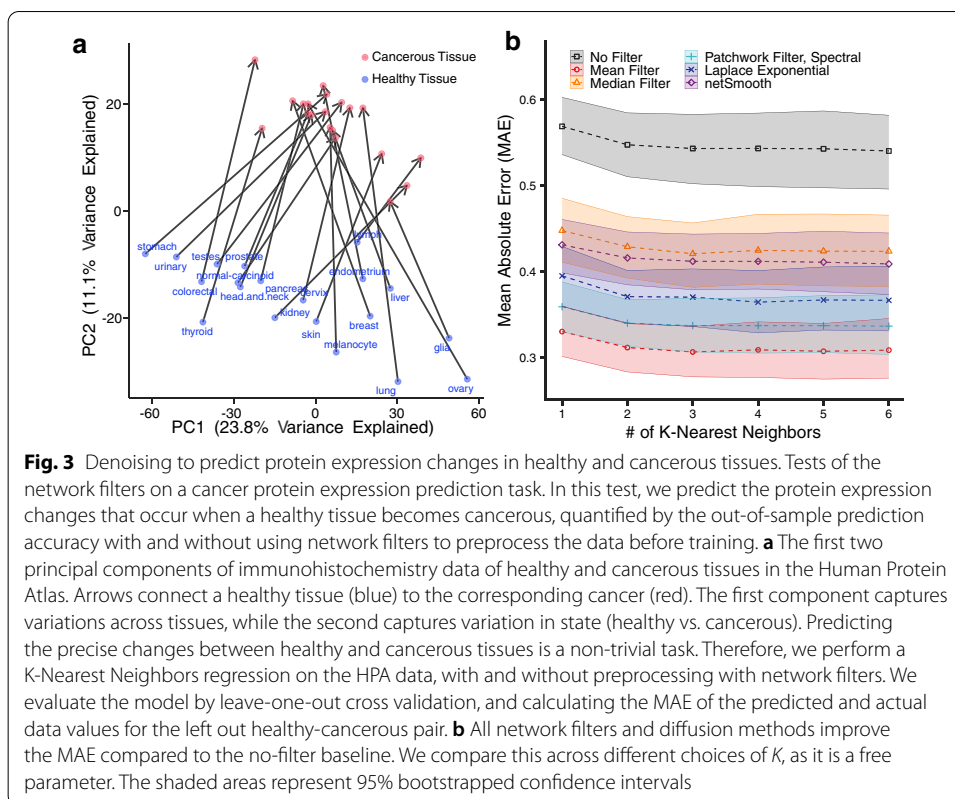 a
Cancerous Tissue
Healthy Tissue
PC2 (11.1% Variance Explained)
20
0
-20
-60
-30
0
30
60
PC1 (23.8% Variance Explained)
stomach
urinary
testes
prostate
colorectal
normal-carcinoid
head.and.neck
pancreas
cervix
thyroid
kidney
skin
melanocyte
endometrium
liver
breast
glia
lung
ovary
b
No Filter
Mean Filter
Median Filter
Patchwork Filter, Spectral
Laplace Exponential
netSmooth
Mean Absolute Error (MAE)
0.6
0.5
0.4
0.3
1 2 3 4 5 6
# of K-Nearest Neighbors
Fig. 3 Denoising to predict protein expression changes in healthy and cancerous tissues. Tests of the
network filters on a cancer protein expression prediction task. In this test, we predict the protein expression
changes that occur when a healthy tissue becomes cancerous, quantified by the out-of-sample prediction
accuracy with and without using network filters to preprocess the data before training. a The first two
principal components of immunohistochemistry data of healthy and cancerous tissues in the Human Protein
Atlas. Arrows connect a healthy tissue (blue) to the corresponding cancer (red). The first component captures
variations across tissues, while the second captures variation in state (healthy vs. cancerous). Predicting
the precise changes between healthy and cancerous tissues is a non-trivial task. Therefore, we perform a
K-Nearest Neighbors regression on the HPA data, with and without preprocessing with network filters. We
evaluate the model by leave-one-out cross validation, and calculating the MAE of the predicted and actual
data values for the left out healthy-cancerous pair. b All network filters and diffusion methods improve
the MAE compared to the no-filter baseline. We compare this across different choices of K, as it is a free
parameter. The shaded areas represent 95% bootstrapped confidence intervals